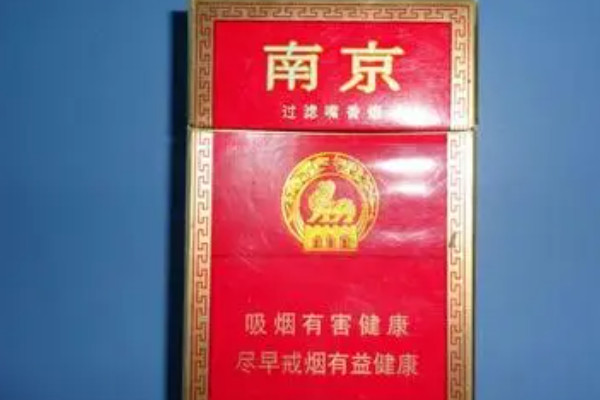 南京
过滤嘴香烟
吸烟有害健康
尽早戒烟有益健康